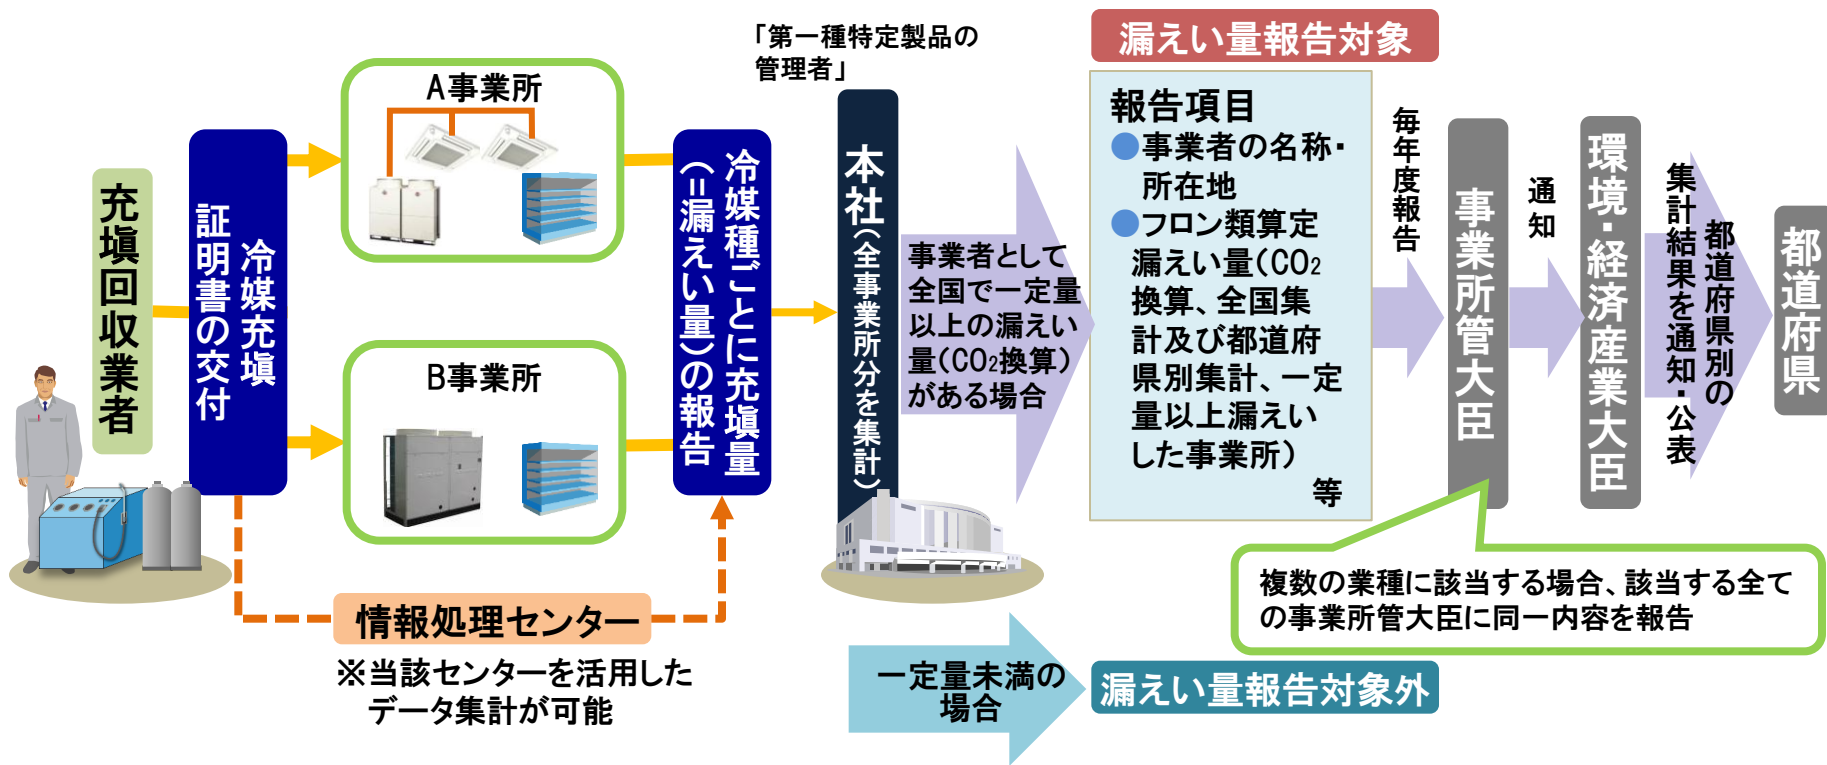 充塡回収業者
冷媒充塡
証明書の交付
A事業所
B事業所
冷媒種ごとに充塡量
(=漏えい量)の報告
情報処理センター
※当該センターを活用した
データ集計が可能
「第一種特定製品の
管理者」
本社(全事業所分を集計)
事業者として
全国で一定量
以上の漏えい
量(CO2換算)
がある場合
漏えい量報告対象
報告項目
●事業者の名称・
所在地
●フロン類算定
漏えい量(CO2
換算、全国集
計及び都道府
県別集計、一定
量以上漏えい
した事業所)
等
毎年度報告
事業所管大臣
通知
環境・経済産業大臣
都道府県別の
集計結果を通知・公表
都道府県
複数の業種に該当する場合、該当する全て
の事業所管大臣に同一内容を報告
一定量未満の
場合
漏えい量報告対象外